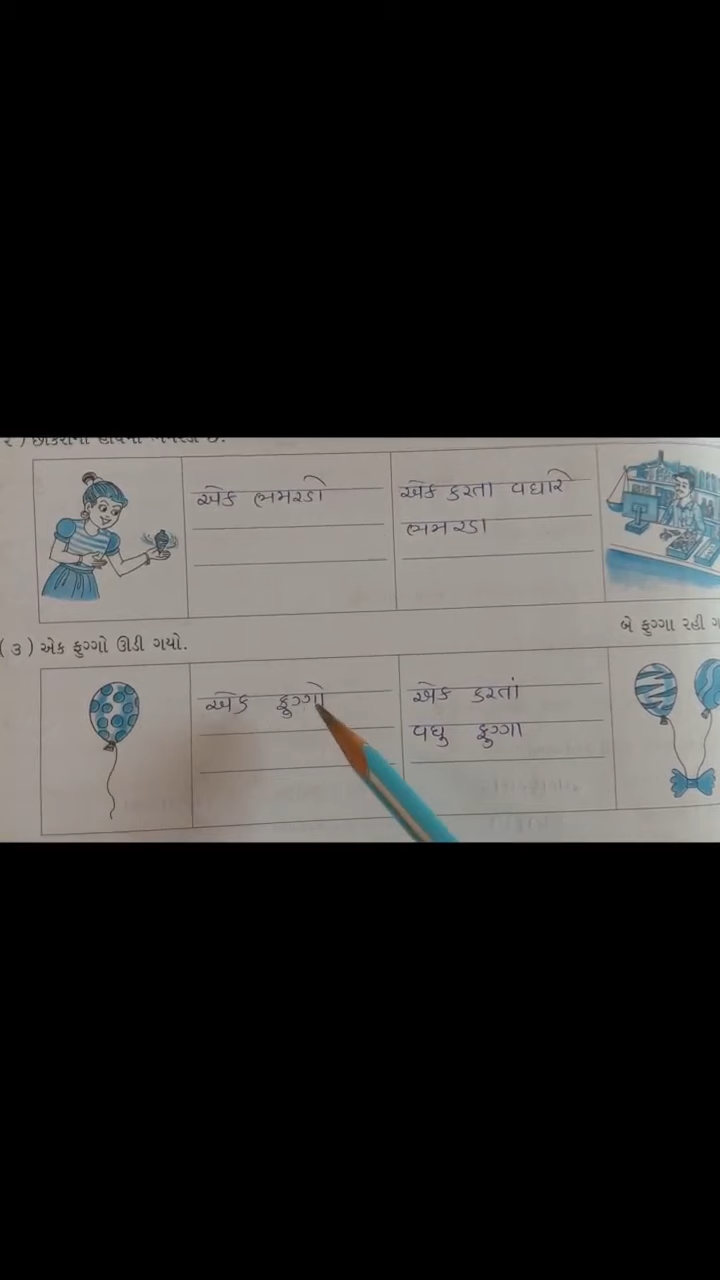 એક ભમરડો
એક કરતા વધારે
ભમરડા
(૩) એક ફુગ્ગો ઊડી ગયો.
બે ફુગ્ગા રહી
એક ફુગ્ગો
એક કરતાં
વધુ ફુગ્ગા